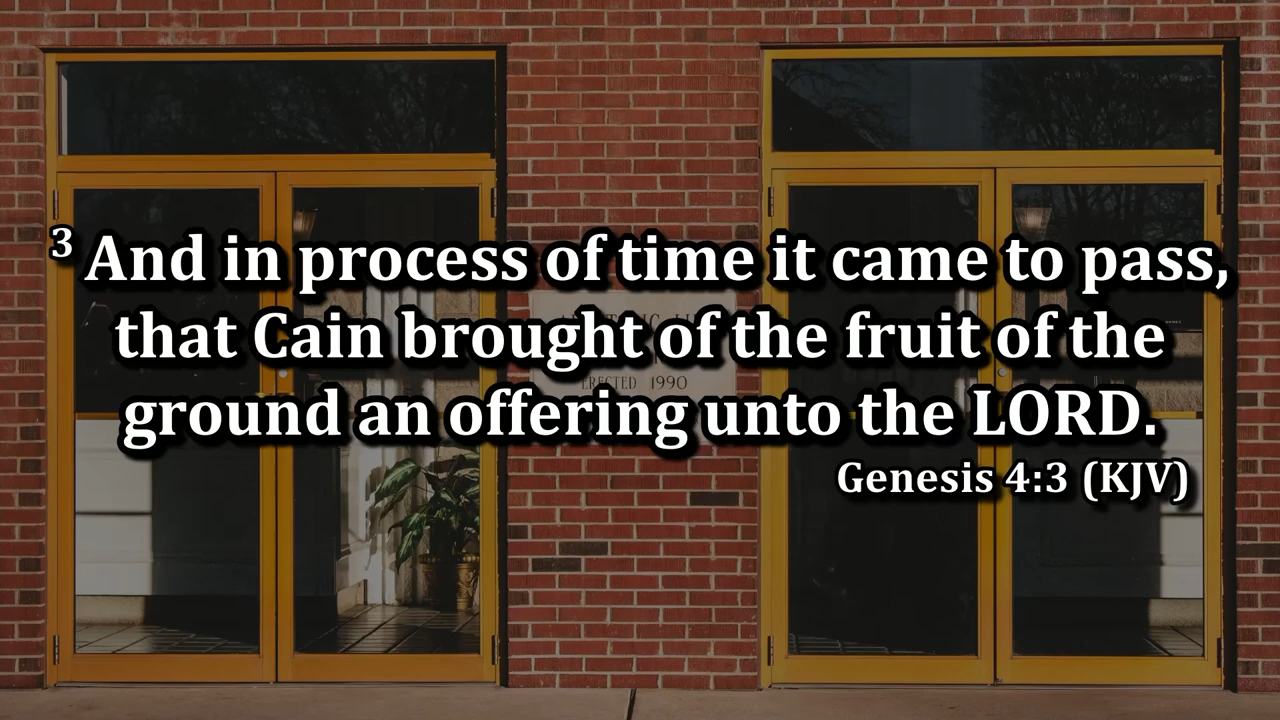 3 And in process of time it came to pass,
that Cain brought of the fruit of the
ground an offering unto the LORD.
Genesis 4:3 (KJV)
ERECTED 1990